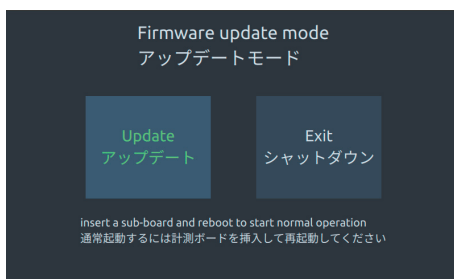 Firmware update mode
アップデートモード
Update
アップデート
Exit
シャットダウン
insert a sub-board and reboot to start normal operation
通常起動するには計測ボードを挿入して再起動してください